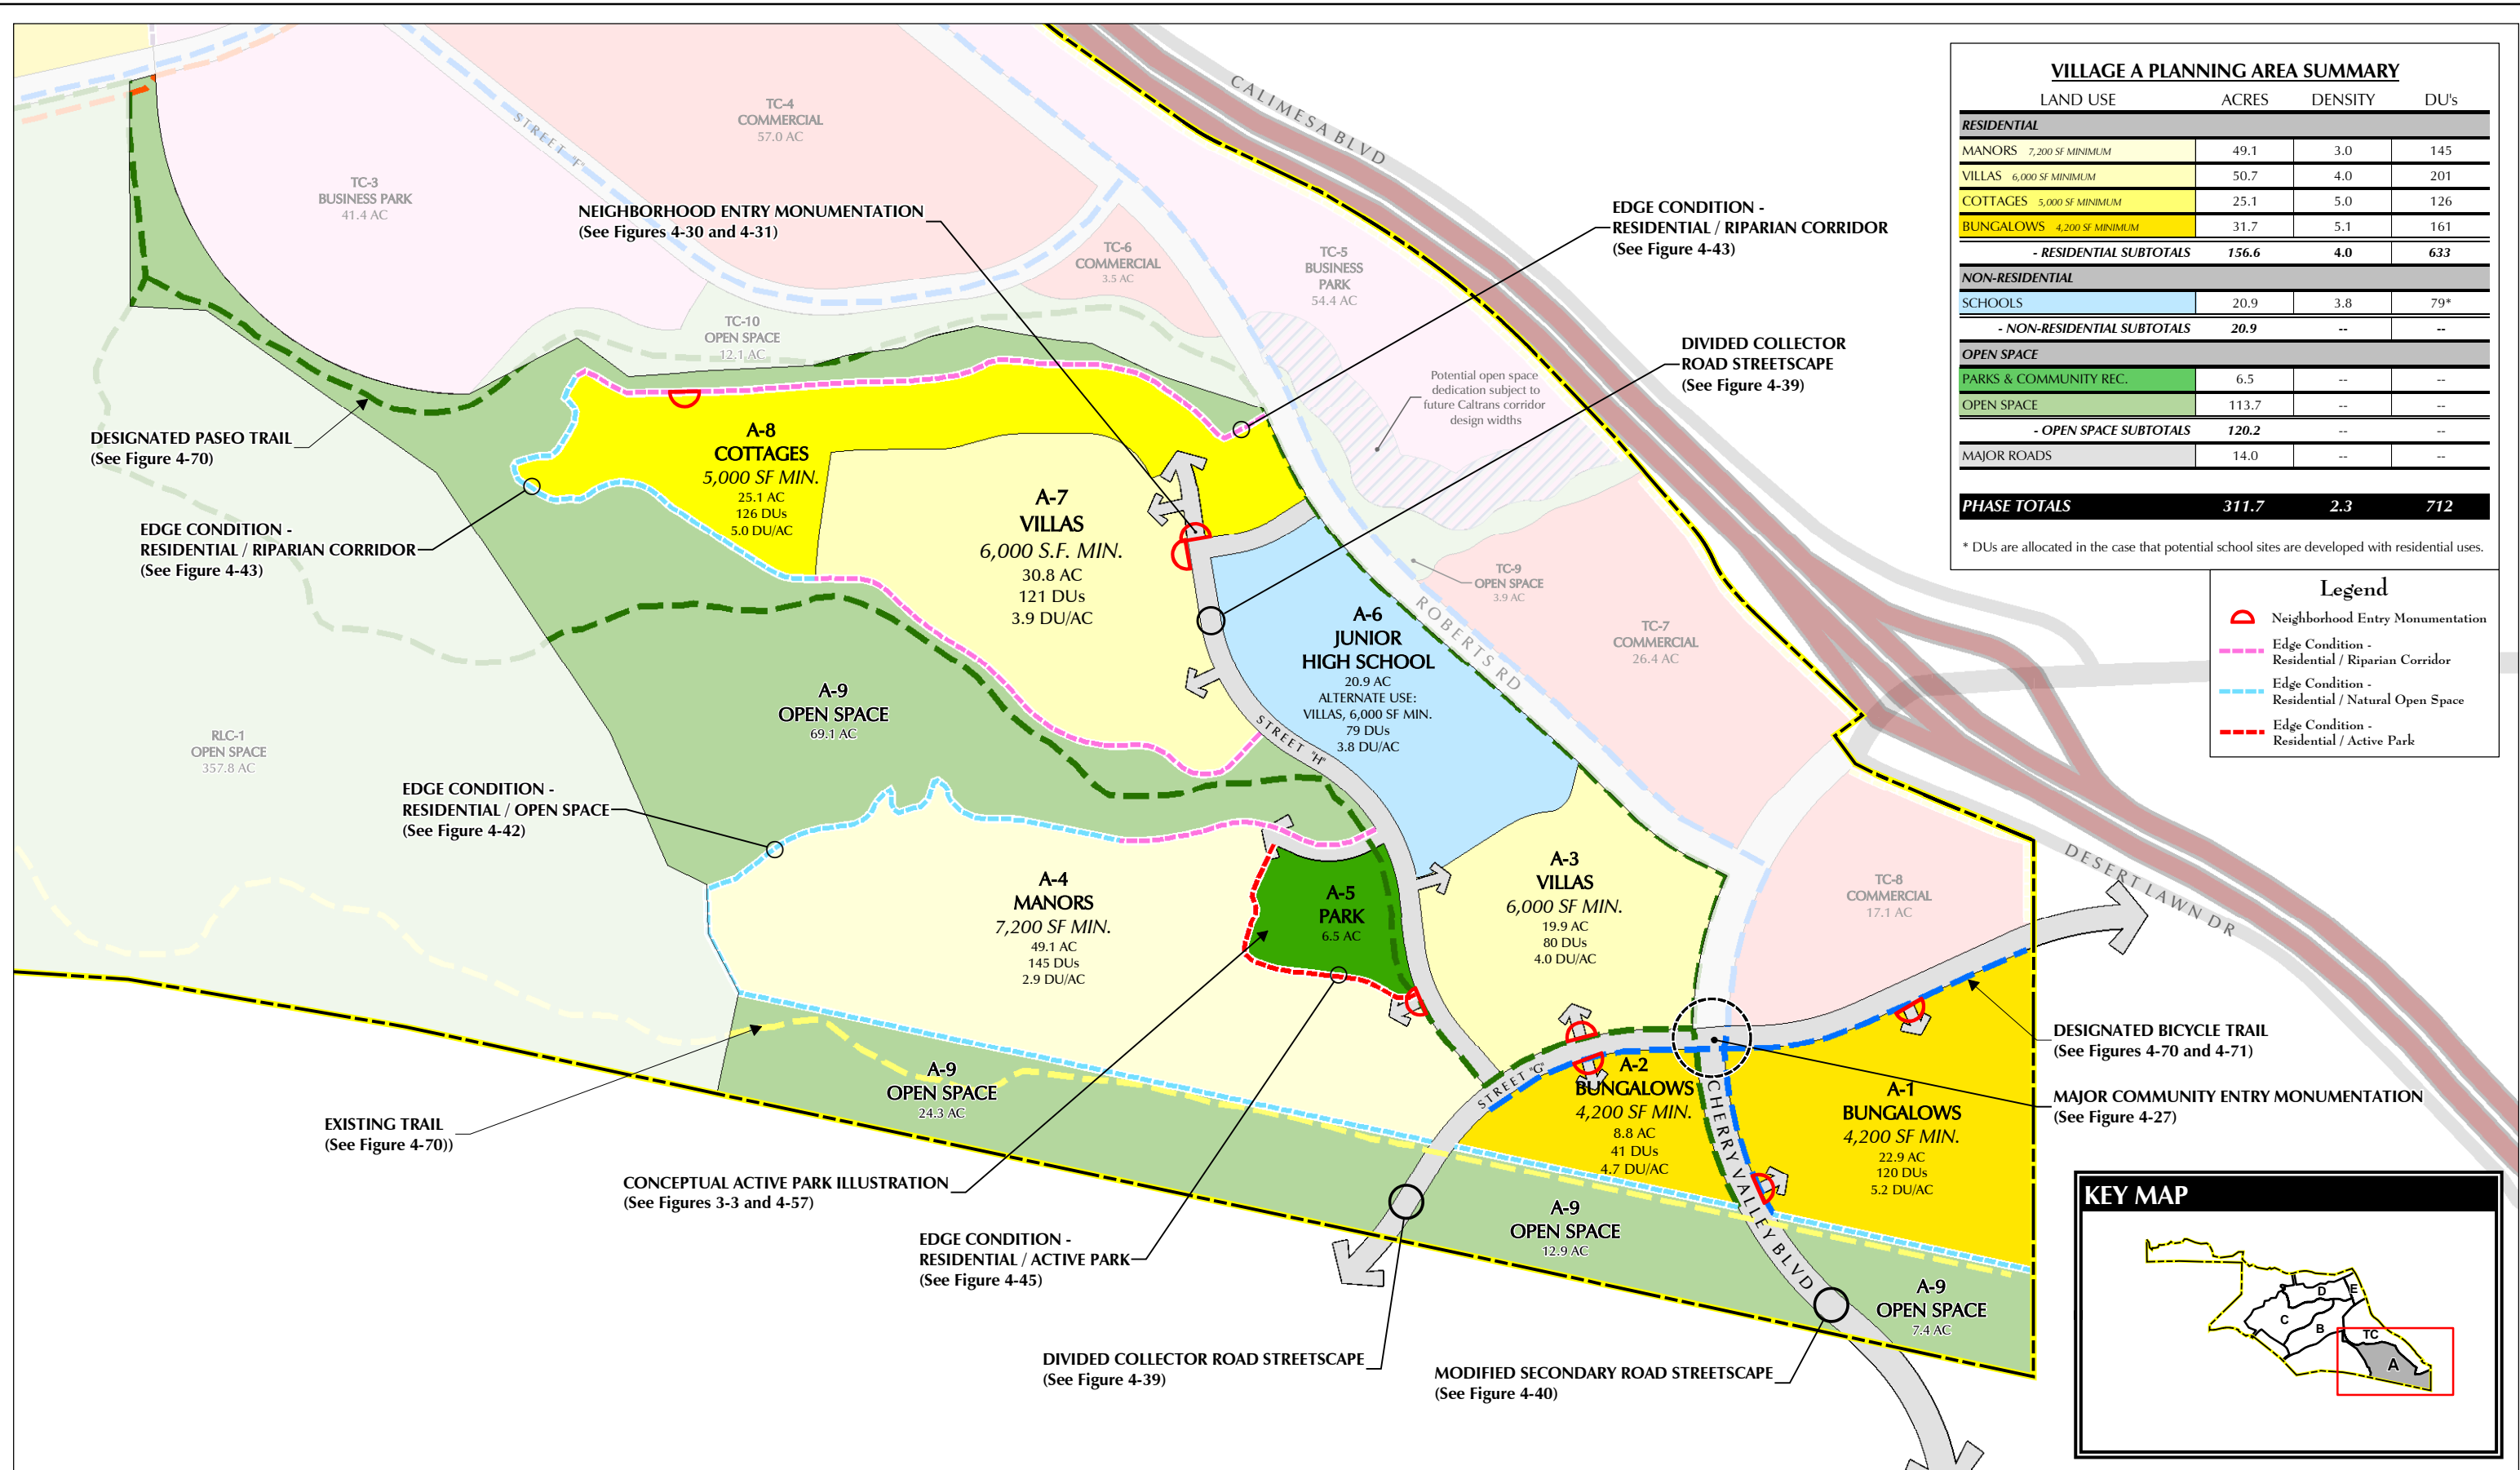 VILLAGE A PLANNING AREA SUMMARY
LAND USE ACRES DENSITY DU's
RESIDENTIAL
MANORS 7,200 SF MINIMUM 49.1 3.0 145
VILLAS 6,000 SF MINIMUM 50.7 4.0 201
COTTAGES 5,000 SF MINIMUM 25.1 5.0 126
BUNGALOWS 4,200 SF MINIMUM 31.7 5.1 161
- RESIDENTIAL SUBTOTALS 156.6 4.0 633
NON-RESIDENTIAL
SCHOOLS 20.9 3.8 79*
- NON-RESIDENTIAL SUBTOTALS 20.9 -- --
OPEN SPACE
PARKS & COMMUNITY REC. 6.5 -- --
OPEN SPACE 113.7 -- --
- OPEN SPACE SUBTOTALS 120.2 -- --
MAJOR ROADS 14.0 -- --
PHASE TOTALS 311.7 2.3 712
* DUs are allocated in the case that potential school sites are developed with residential uses.
Legend
Neighborhood Entry Monumentation
Edge Condition -
Residential / Riparian Corridor
Edge Condition -
Residential / Natural Open Space
Edge Condition -
Residential / Active Park
CALIMESA BLVD
TC-4
COMMERCIAL
57.0 AC
STREET "F"
TC-3
BUSINESS PARK
41.4 AC
NEIGHBORHOOD ENTRY MONUMENTATION
(See Figures 4-30 and 4-31)
EDGE CONDITION -
RESIDENTIAL / RIPARIAN CORRIDOR
(See Figure 4-43)
TC-6
COMMERCIAL
3.5 AC
TC-5
BUSINESS
PARK
54.4 AC
TC-10
OPEN SPACE
12.1 AC
DIVIDED COLLECTOR
ROAD STREETSCAPE
(See Figure 4-39)
Potential open space
dedication subject to
future Caltrans corridor
design widths
DESIGNATED PASEO TRAIL
(See Figure 4-70)
A-8
COTTAGES
5,000 SF MIN.
25.1 AC
126 DUs
5.0 DU/AC
A-7
VILLAS
6,000 S.F. MIN.
30.8 AC
121 DUs
3.9 DU/AC
EDGE CONDITION -
RESIDENTIAL / RIPARIAN CORRIDOR
(See Figure 4-43)
TC-9
OPEN SPACE
3.9 AC
ROBERTS RD
A-6
JUNIOR
HIGH SCHOOL
20.9 AC
ALTERNATE USE:
VILLAS, 6,000 SF MIN.
79 DUs
3.8 DU/AC
TC-7
COMMERCIAL
26.4 AC
A-9
OPEN SPACE
69.1 AC
STREET "H"
RLC-1
OPEN SPACE
357.8 AC
EDGE CONDITION -
RESIDENTIAL / OPEN SPACE
(See Figure 4-42)
A-4
MANORS
7,200 SF MIN.
49.1 AC
145 DUs
2.9 DU/AC
A-5
PARK
6.5 AC
A-3
VILLAS
6,000 SF MIN.
19.9 AC
80 DUs
4.0 DU/AC
TC-8
COMMERCIAL
17.1 AC
DESERT LAWN DR
DESIGNATED BICYCLE TRAIL
(See Figures 4-70 and 4-71)
MAJOR COMMUNITY ENTRY MONUMENTATION
(See Figure 4-27)
A-9
OPEN SPACE
24.3 AC
STREET "G"
A-2
BUNGALOWS
4,200 SF MIN.
8.8 AC
41 DUs
4.7 DU/AC
CHERRY VALLEY BLVD
A-1
BUNGALOWS
4,200 SF MIN.
22.9 AC
120 DUs
5.2 DU/AC
EXISTING TRAIL
(See Figure 4-70))
CONCEPTUAL ACTIVE PARK ILLUSTRATION
(See Figures 3-3 and 4-57)
EDGE CONDITION -
RESIDENTIAL / ACTIVE PARK
(See Figure 4-45)
A-9
OPEN SPACE
12.9 AC
A-9
OPEN SPACE
7.4 AC
DIVIDED COLLECTOR ROAD STREETSCAPE
(See Figure 4-39)
MODIFIED SECONDARY ROAD STREETSCAPE
(See Figure 4-40)
KEY MAP
D
E
C
B
TC
A